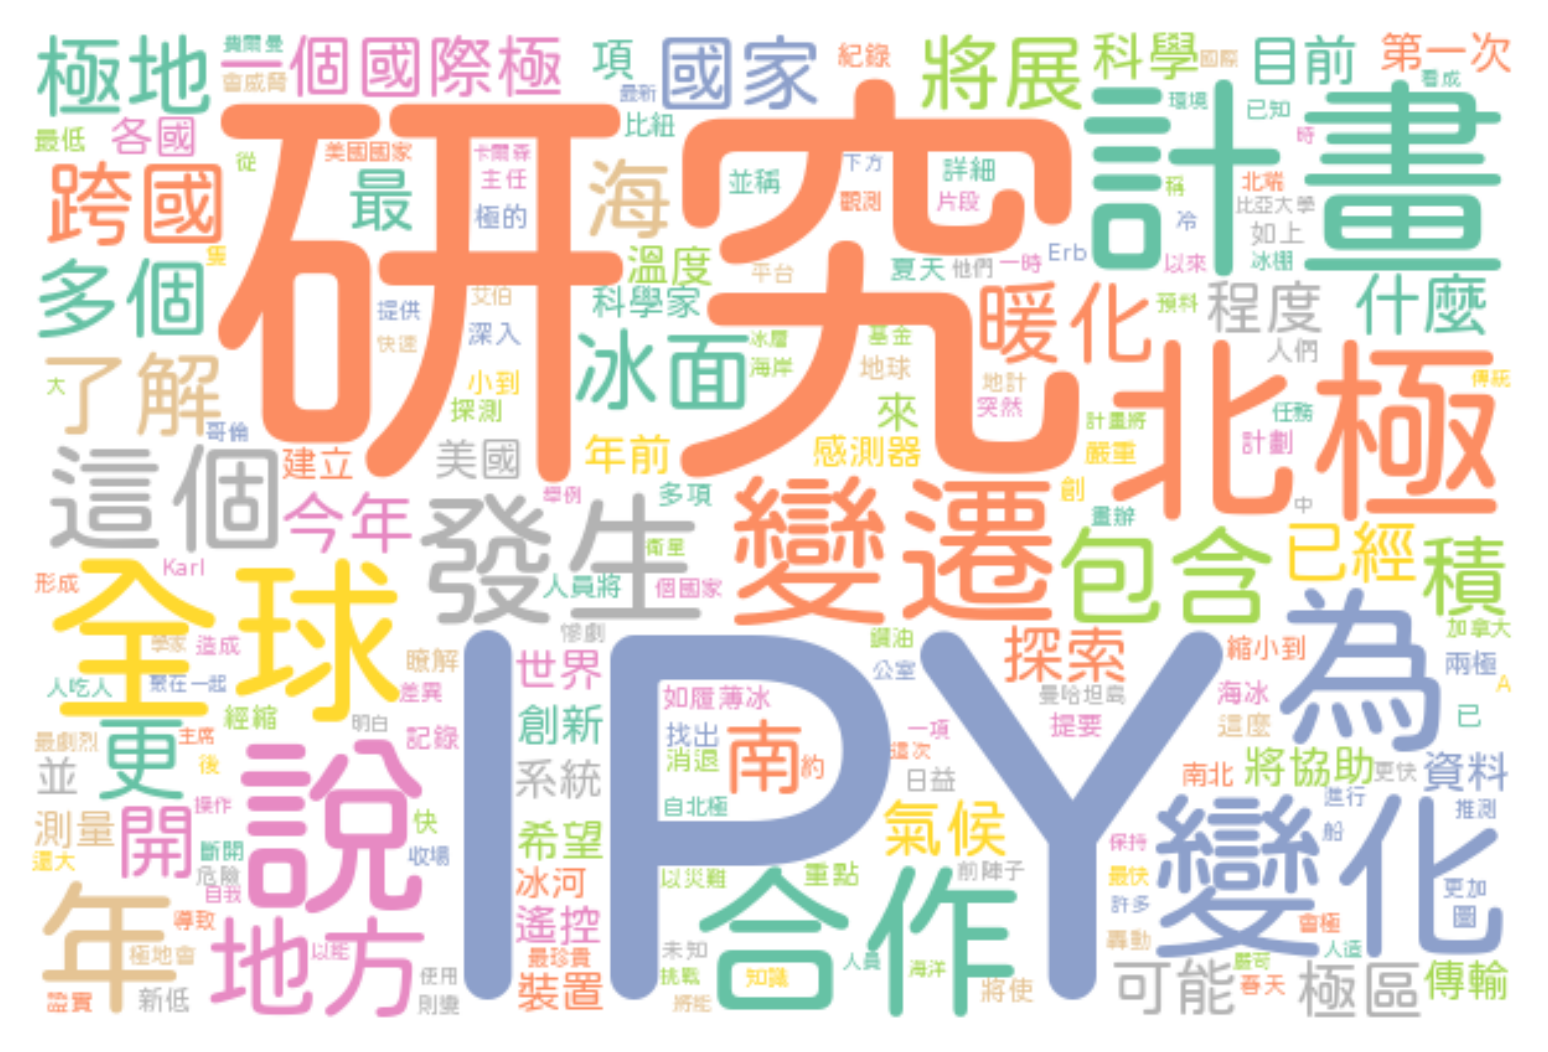 極地
費爾曼
會威脅
一個國際極
項
最新
國家
紀錄
將展
科學
國際
目前
第一次
看成
最低
各國
從
美國國家
卡爾森
主任
比紐
環境
已知
時
跨國
最
極的
海
並稱
下方
觀測
詳細
片段
研究
計畫
稱
北端
比亞大學
冷
如上
冰棚
以來
多個
溫度
平台
夏天
他們
一時
Erb
提供
艾伯
科學家
暖化
預料
程度
什麼
快速
深入
冰層
基金
人們
了解
大
小到
冰面
海岸
地球
地計
傳統
探測
來
突然
北極
計畫將
任務
哥倫
建立
美國
年前
感測器
嚴重
計劃
這個
今年
舉例
多項
創
中
畫辦
發生
變遷
衛星
包含
已經
積
形成
Karl
人員將
個國家
全球
慘劇
加拿大
學家
造成
瞭解
世界
鑽油
探索
縮小到
為
兩極
人吃人
聚在一起
差異
如履薄冰
公室
曼哈坦島
海冰
A
經縮
明白
記錄
創新
找出
南
一項
提要
這麼
已
最劇烈
更
主席
後
消退
約
這次
並
說
系統
日益
南北
將協助
更快
資料
IPY
測量
開
操作
快
自北極
氣候
進行
推測
船
還大
斷開
收場
希望
保持
變化
危險
自我
冰河
以災難
重點
前陣子
最快
更加
許多
圖
年
導致
遙控
合作
會極
極地會
地方
以能
最珍貴
未知
轟動
人造
使用
挑戰
知識
人員
海洋
嚴苛
證實
新低
則變
裝置
將能
將使
可能
春天
極區
傳輸